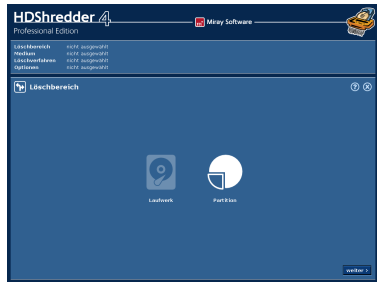 HDShredder 4
Professional Edition
Miray Software
Löschbereich nicht ausgewählt
Medium nicht ausgewählt
Löschverfahren nicht ausgewählt
Optionen nicht ausgewählt
Löschbereich
Laufwerk Partition
weiter >